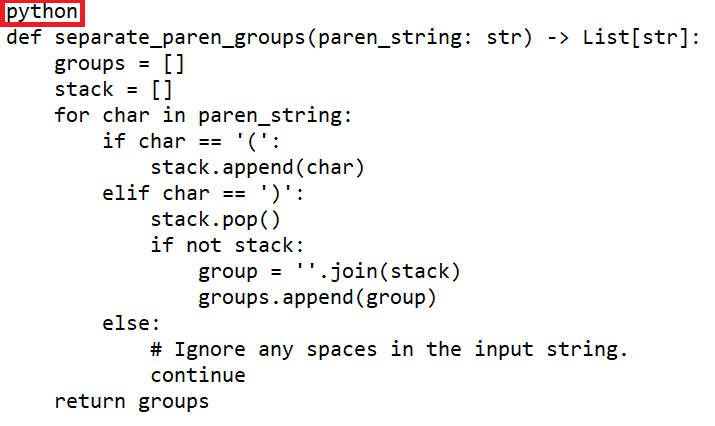 python
def separate_paren_groups(paren_string: str) -> List[str]:
    groups = []
    stack = []
    for char in paren_string:
        if char == '(':
            stack.append(char)
        elif char == ')':
            stack.pop()
            if not stack:
                group = ''.join(stack)
                groups.append(group)
        else:
            # Ignore any spaces in the input string.
            continue
    return groups